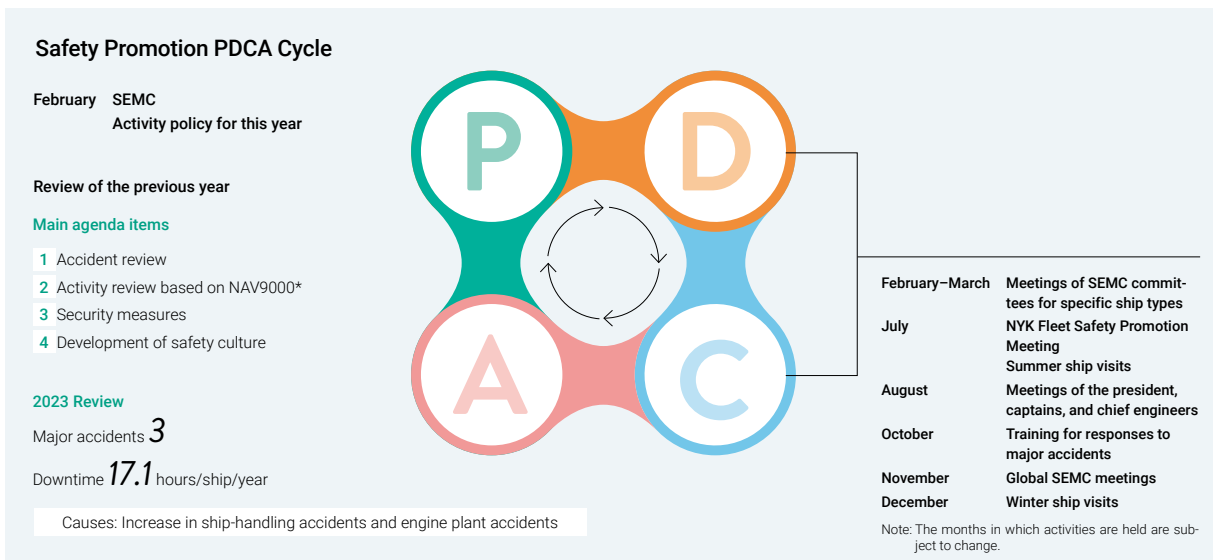 Safety Promotion PDCA Cycle
February SEMC
Activity policy for this year
Review of the previous year
Main agenda items
1 Accident review
2 Activity review based on NAV9000*
3 Security measures
4 Development of safety culture
2023 Review
Major accidents 3
Downtime 17.1 hours/ship/year
Causes: Increase in ship-handling accidents and engine plant accidents
P
D
A
C
February–March Meetings of SEMC commit-
tees for specific ship types
July NYK Fleet Safety Promotion
Meeting
Summer ship visits
August Meetings of the president,
captains, and chief engineers
October Training for responses to
major accidents
November Global SEMC meetings
December Winter ship visits
Note: The months in which activities are held are sub-
ject to change.